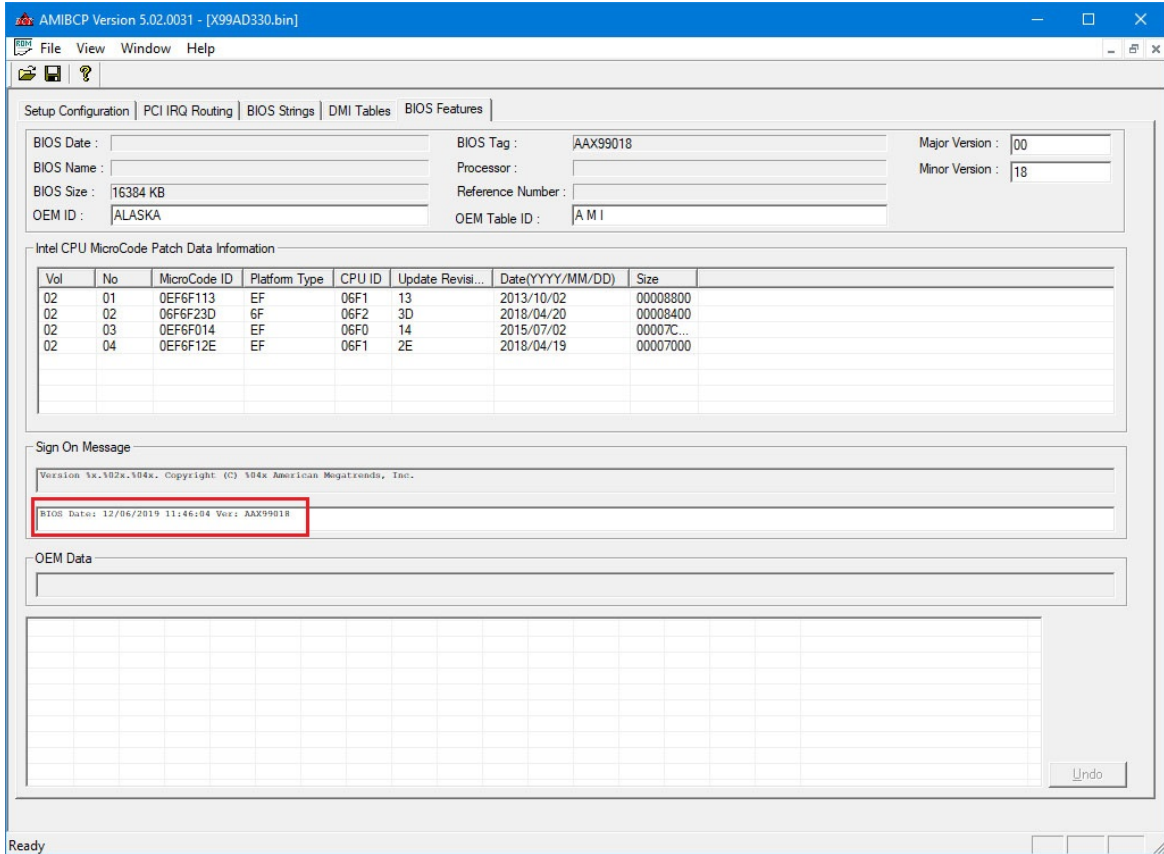 AMIBCP Version 5.02.0031 - [X99AD330.bin]
File View Window Help
Setup Configuration PCI IRQ Routing BIOS Strings DMI Tables BIOS Features
BIOS Date : BIOS Tag : AAX99018 Major Version : 00
BIOS Name : Processor : Minor Version : 18
BIOS Size : 16384 KB Reference Number :
OEM ID : ALASKA OEM Table ID : A M I
Intel CPU MicroCode Patch Data Information
Vol No MicroCode ID Platform Type CPU ID Update Revisi... Date(YYYY/MM/DD) Size
02 01 0EF6F113 EF 06F1 13 2013/10/02 00008800
02 02 06F6F23D 6F 06F2 3D 2018/04/20 00008400
02 03 0EF6F014 EF 06F0 14 2015/07/02 00007C...
02 04 0EF6F12E EF 06F1 2E 2018/04/19 00007000
Sign On Message
Version %x.%02x.%04x. Copyright (C) %04x American Megatrends, Inc.
BIOS Date: 12/06/2019 11:46:04 Ver: AAX99018
OEM Data
Undo
Ready